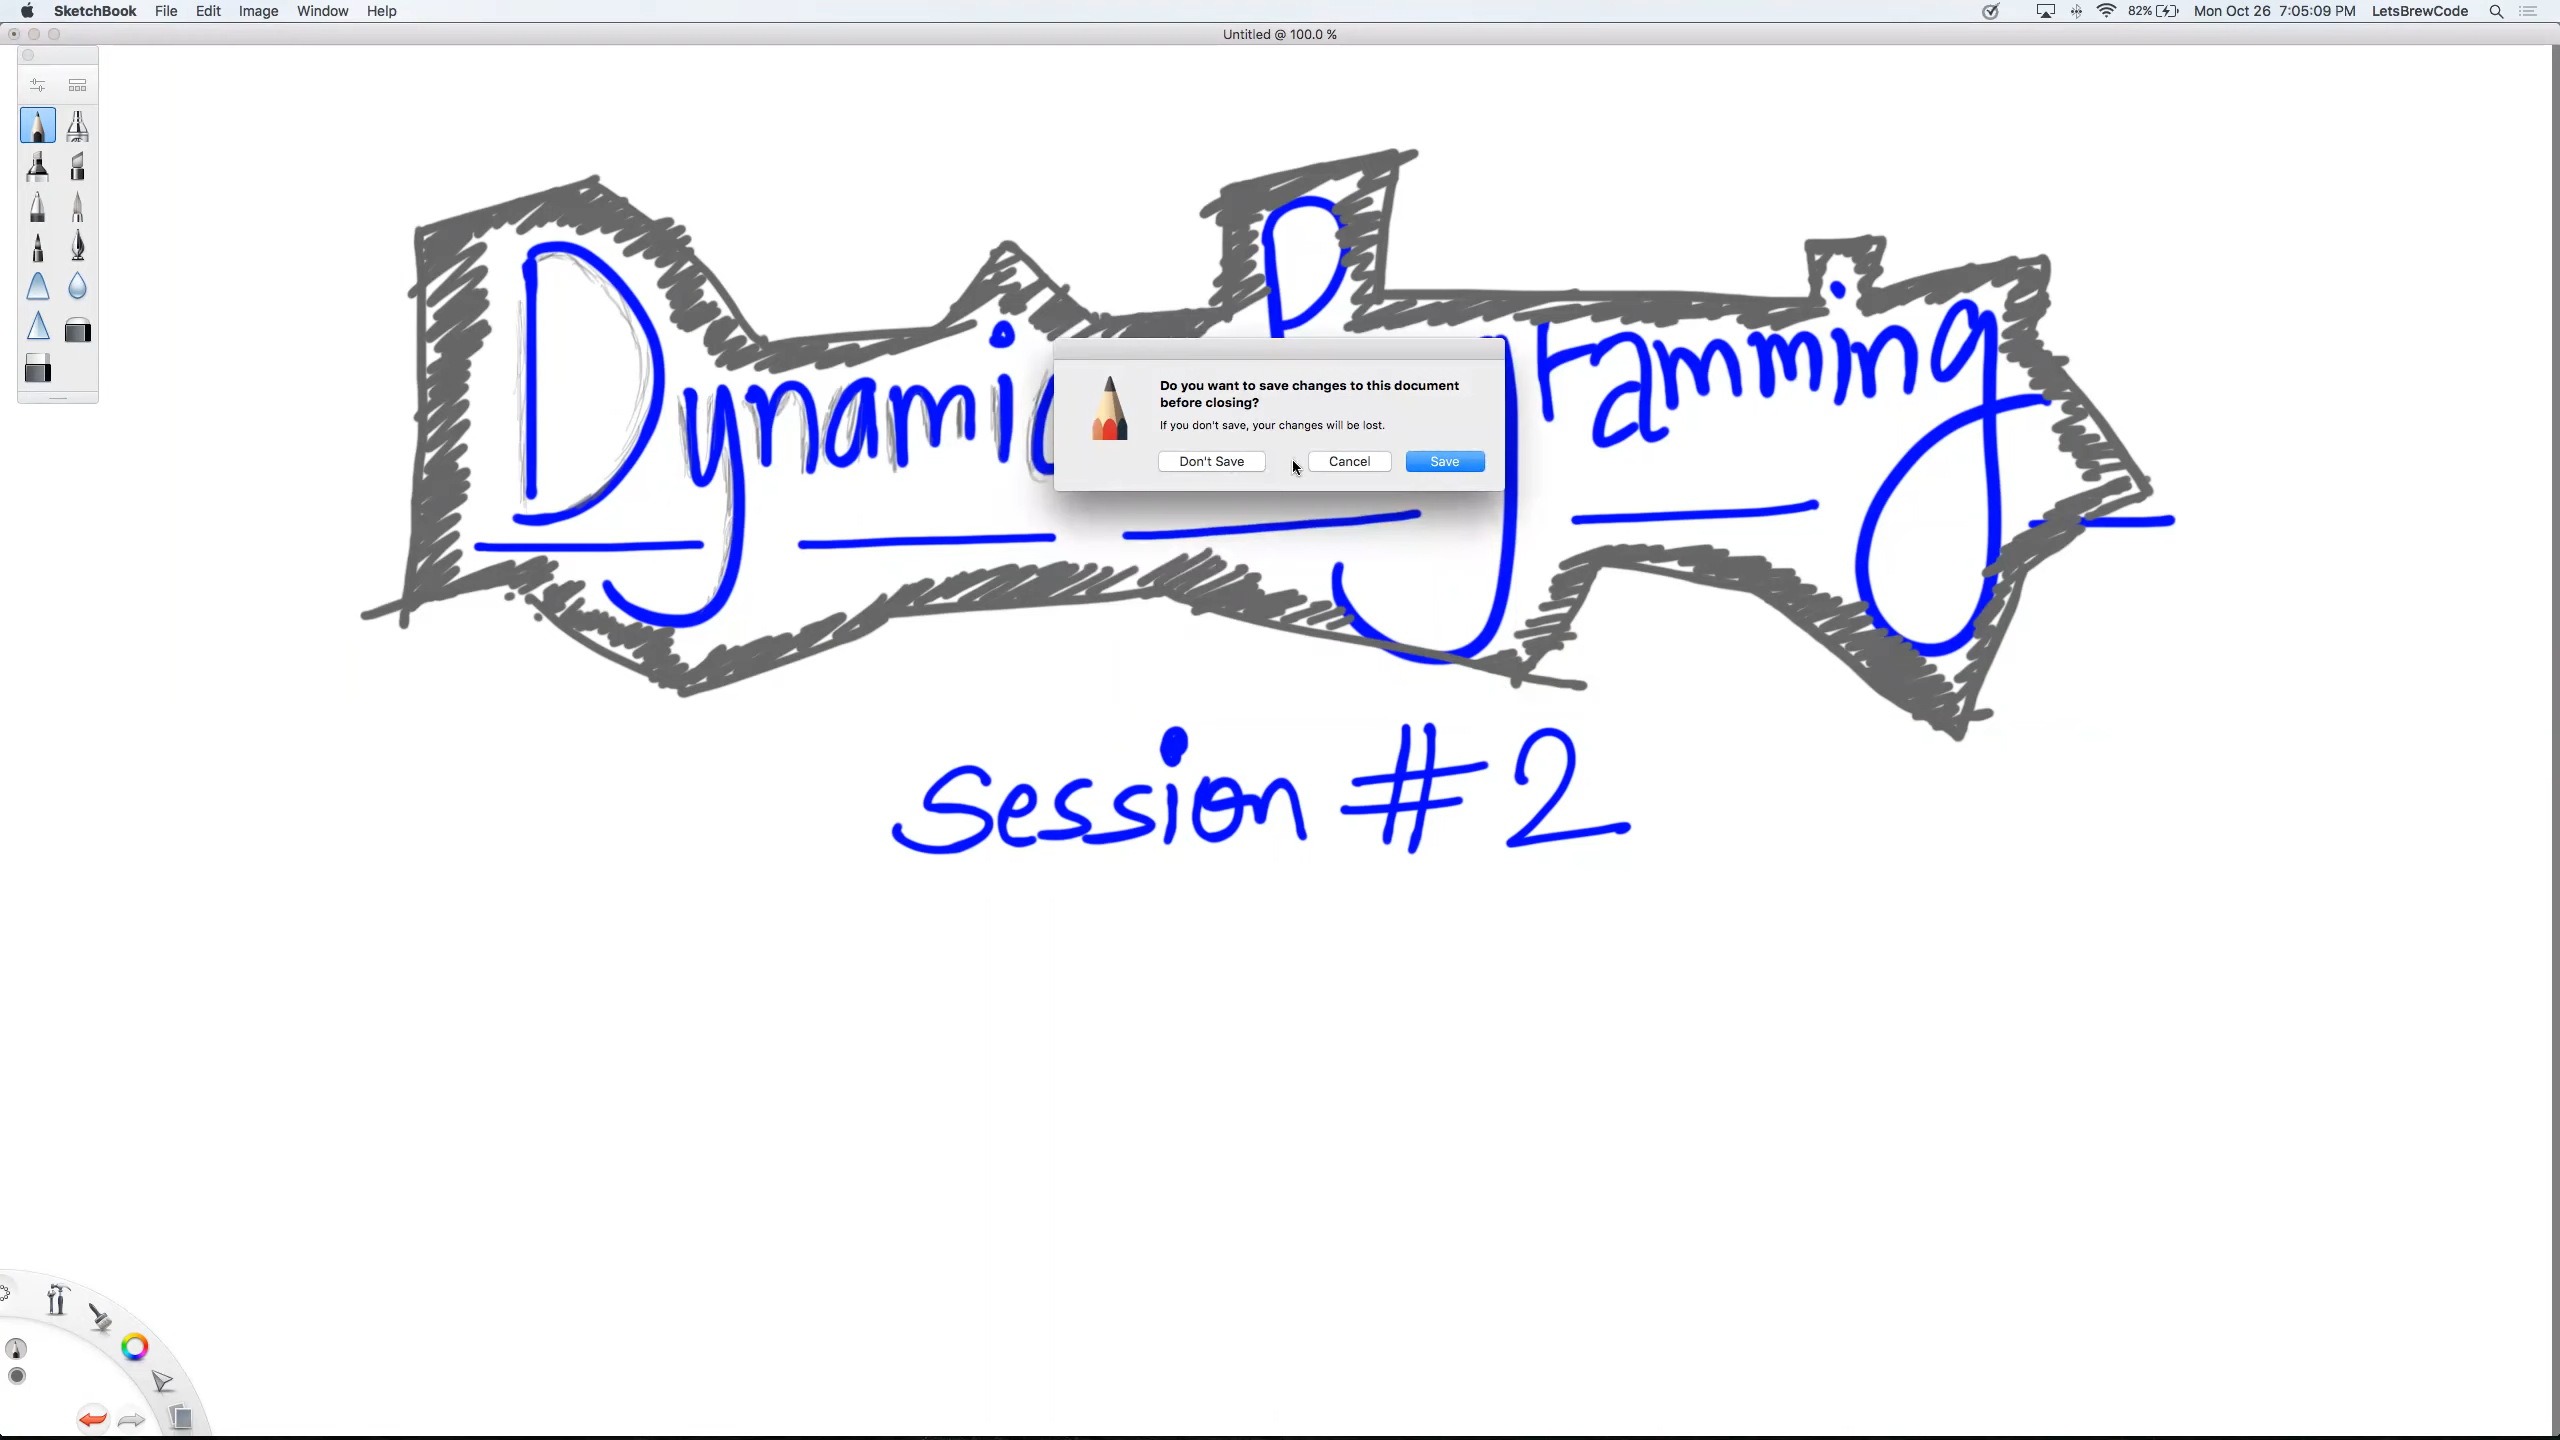 SketchBook File Edit Image Window Help 82% Mon Oct 26 7:05:09 PM LetsBrewCode
Untitled @ 100.0 %
Do you want to save changes to this document
before closing?
If you don't save, your changes will be lost.
Don't Save Cancel Save
Session #2